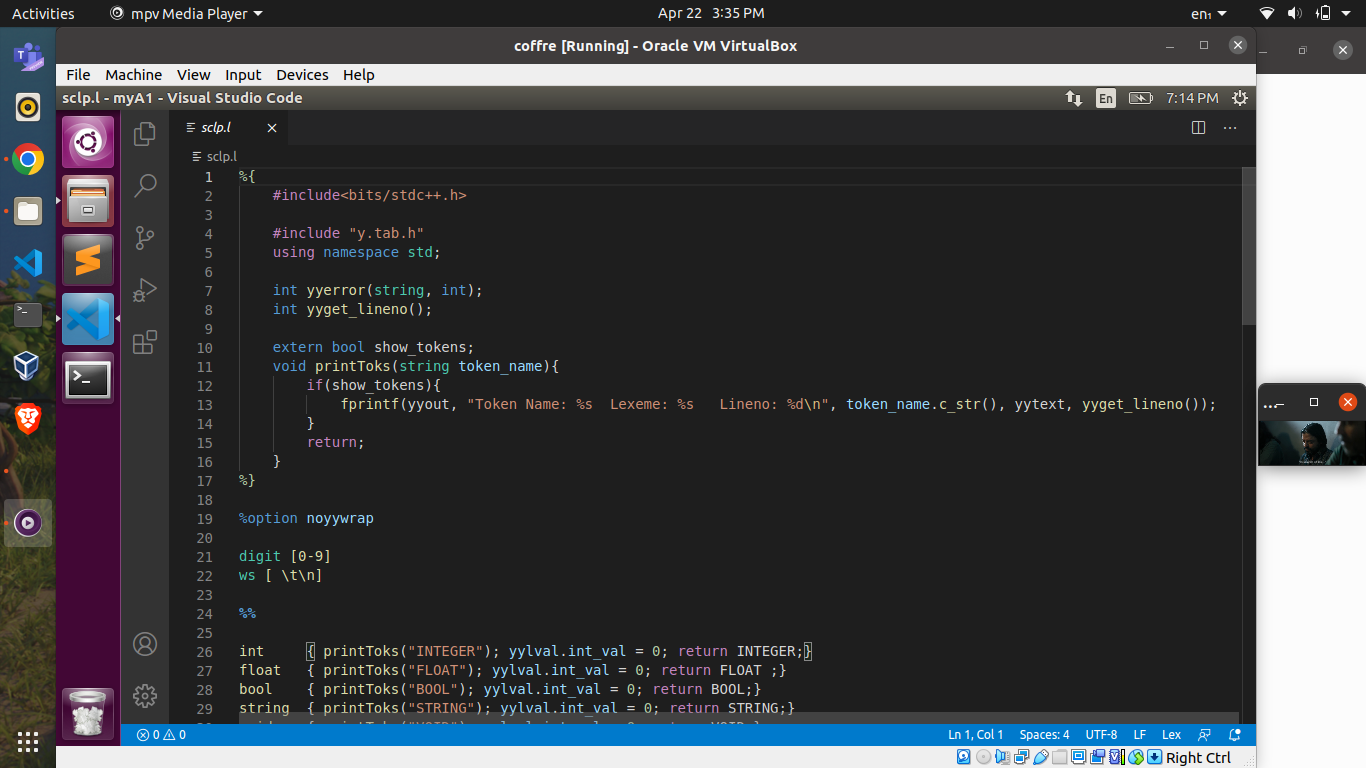 Activities
mpv Media Player
Apr 22 3:35 PM
en₁
coffre [Running] - Oracle VM VirtualBox
File Machine View Input Devices Help
sclp.l - myA1 - Visual Studio Code
En
7:14 PM
sclp.l
sclp.l
1 %{
2 #include<bits/stdc++.h>
3
4 #include "y.tab.h"
5 using namespace std;
6
7 int yyerror(string, int);
8 int yyget_lineno();
9
10 extern bool show_tokens;
11 void printToks(string token_name){
12 if(show_tokens){
13 fprintf(yyout, "Token Name: %s  Lexeme: %s   Lineno: %d\n", token_name.c_str(), yytext, yyget_lineno());
14 }
15 return;
16 }
17 %}
18
19 %option noyywrap
20
21 digit [0-9]
22 ws [ \t\n]
23
24 %%
25
26 int { printToks("INTEGER"); yylval.int_val = 0; return INTEGER;}
27 float { printToks("FLOAT"); yylval.int_val = 0; return FLOAT ;}
28 bool { printToks("BOOL"); yylval.int_val = 0; return BOOL;}
29 string { printToks("STRING"); yylval.int_val = 0; return STRING;}
0 0
Ln 1, Col 1
Spaces: 4
UTF-8
LF
Lex
Right Ctrl